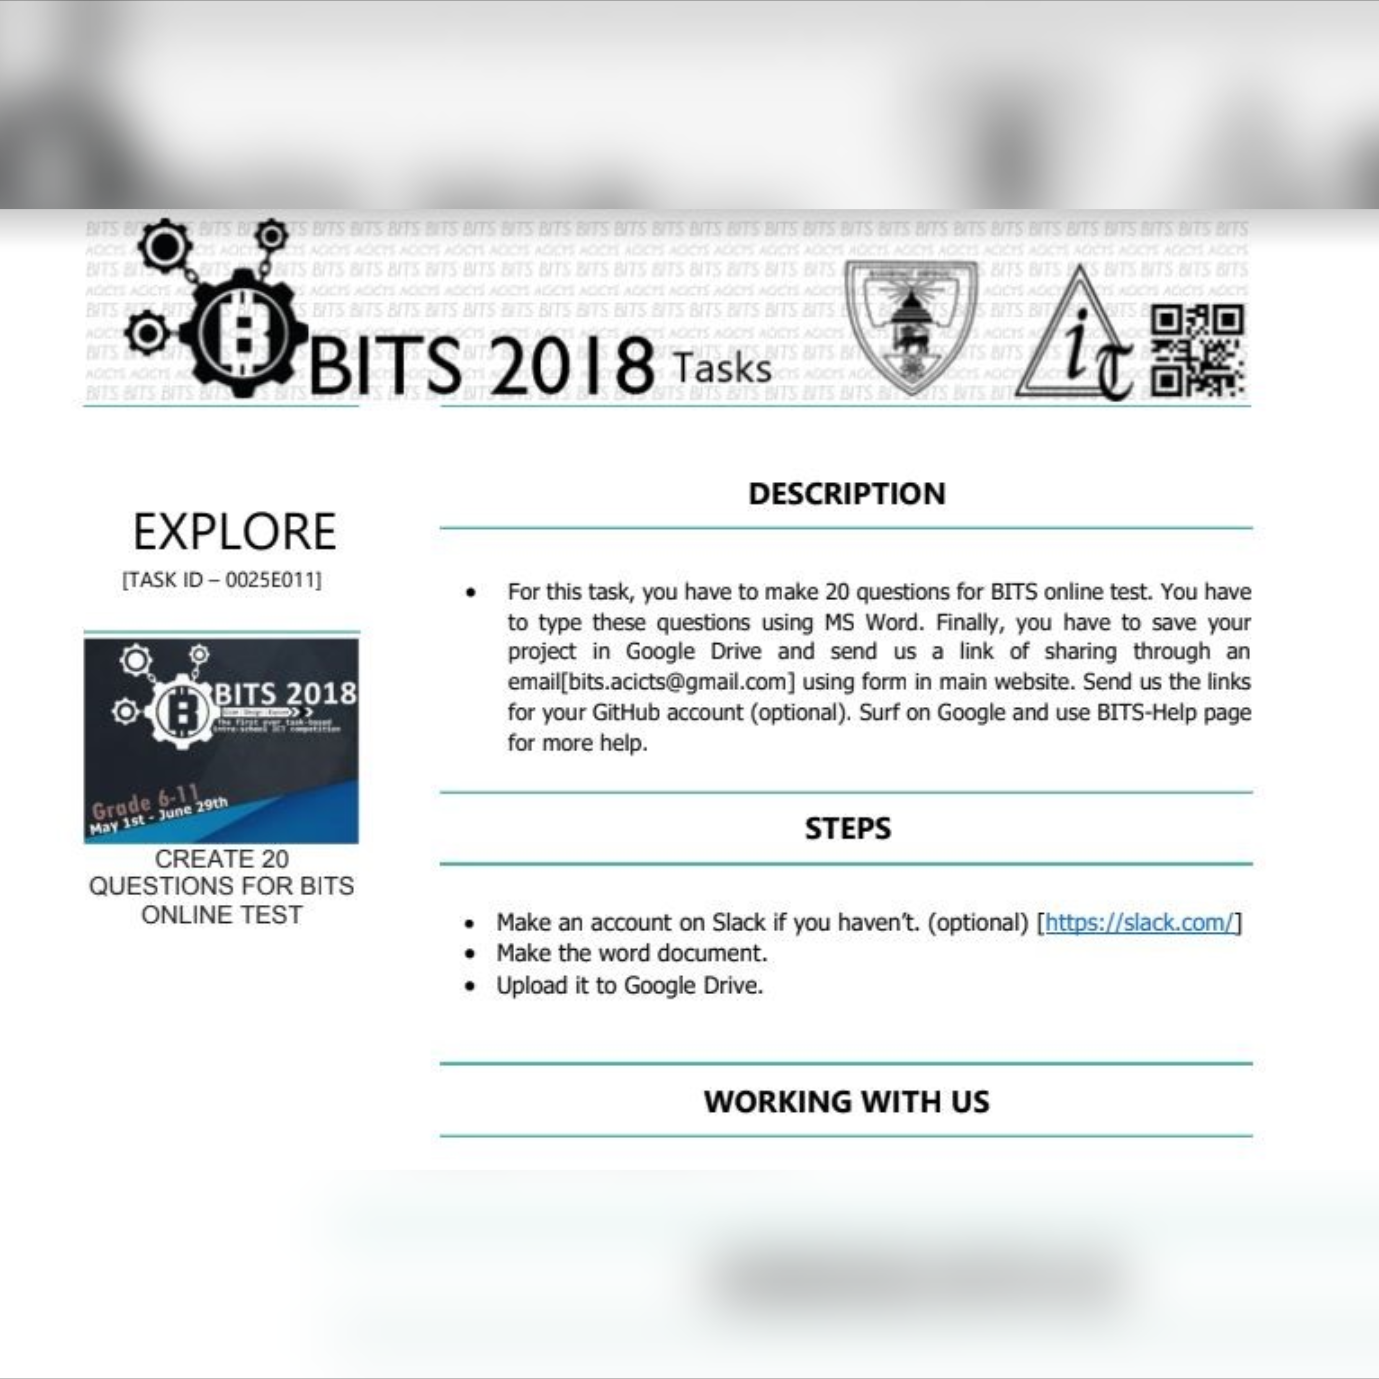 BITS 2018 Tasks
EXPLORE
[TASK ID – 0025E011]
BITS 2018
The first ever task-based
intra-school ICT competition
Grade 6-11
May 1st - June 29th
CREATE 20
QUESTIONS FOR BITS
ONLINE TEST
DESCRIPTION
• For this task, you have to make 20 questions for BITS online test. You have
to type these questions using MS Word. Finally, you have to save your
project in Google Drive and send us a link of sharing through an
email[bits.acicts@gmail.com] using form in main website. Send us the links
for your GitHub account (optional). Surf on Google and use BITS-Help page
for more help.
STEPS
• Make an account on Slack if you haven’t. (optional) [https://slack.com/]
• Make the word document.
• Upload it to Google Drive.
WORKING WITH US